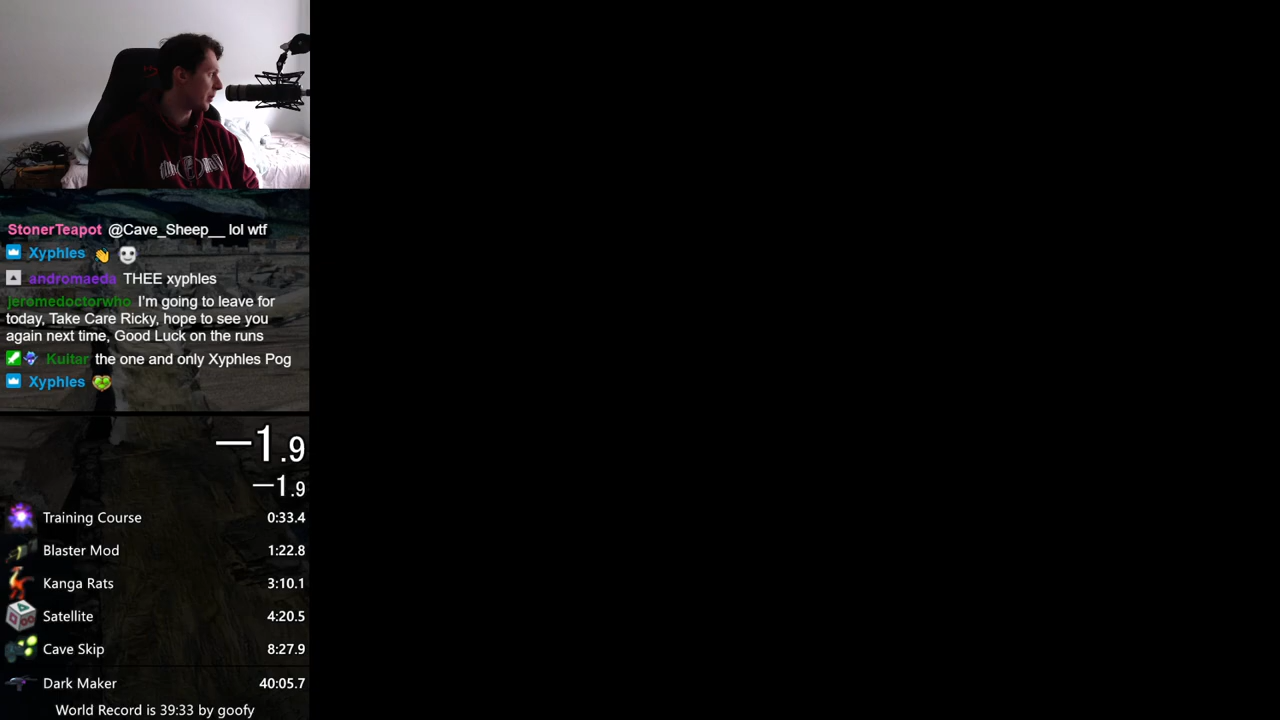 StonerTeapot @Cave_Sheep__ lol wtf
Xyphles
andromaeda THEE xyphles
jeromedoctorwho I'm going to leave for
today, Take Care Ricky, hope to see you
again next time, Good Luck on the runs
Kultar the one and only Xyphles Pog
Xyphles
−1.9
−1.9
Training Course 0:33.4
Blaster Mod 1:22.8
Kanga Rats 3:10.1
Satellite 4:20.5
Cave Skip 8:27.9
Dark Maker 40:05.7
World Record is 39:33 by goofy